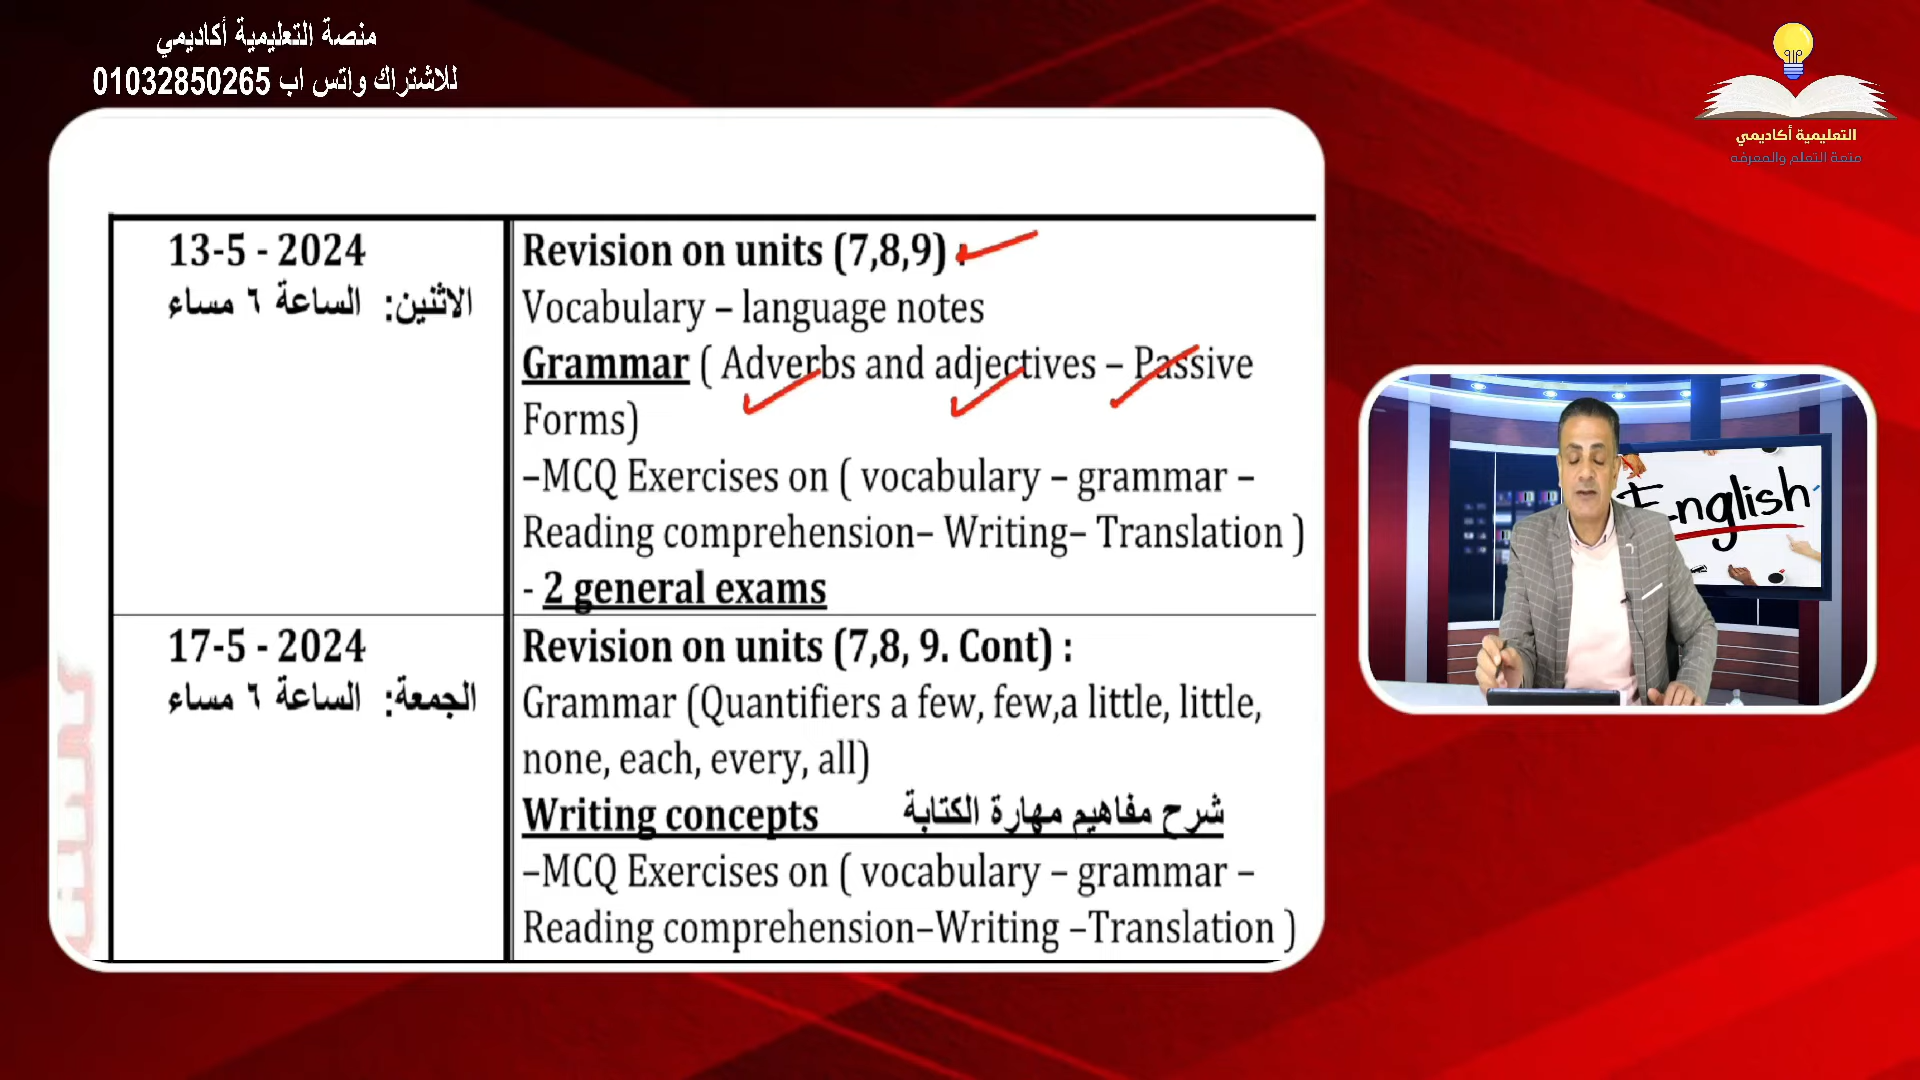 منصة التعليمية أكاديمي
للاشتراك واتس اب 01032850265
التعليمية أكاديمي
متعة التعلم والمعرفه
13-5 - 2024
الاثنين: الساعة ٦ مساء
Revision on units (7,8,9) :
Vocabulary – language notes
Grammar ( Adverbs and adjectives – Passive
Forms)
–MCQ Exercises on ( vocabulary – grammar –
Reading comprehension– Writing– Translation )
- 2 general exams
17-5 - 2024
الجمعة: الساعة ٦ مساء
Revision on units (7,8, 9. Cont) :
Grammar (Quantifiers a few, few,a little, little,
none, each, every, all)
Writing concepts شرح مفاهيم مهارة الكتابة
–MCQ Exercises on ( vocabulary – grammar –
Reading comprehension–Writing –Translation )
English